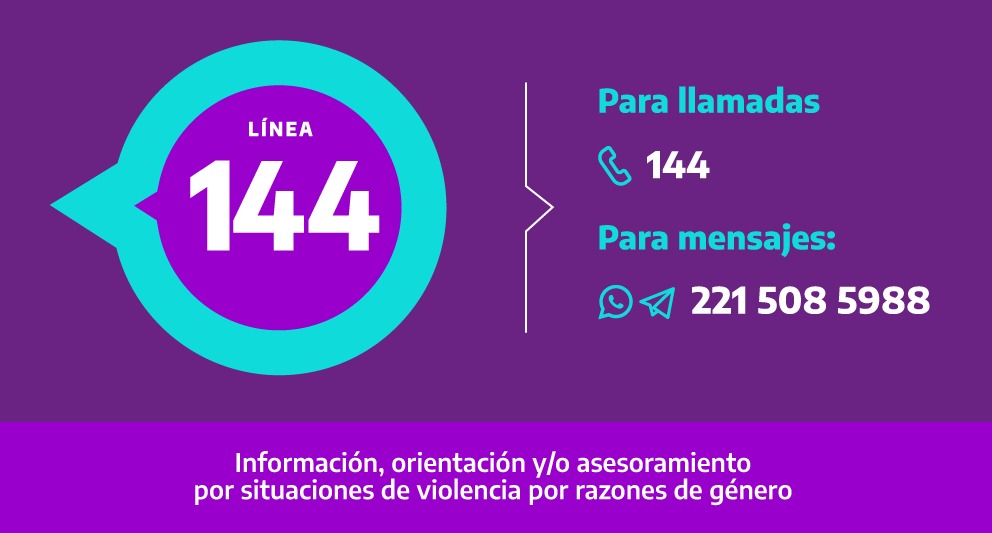 LÍNEA
144
Para llamadas
144
Para mensajes:
221 508 5988
Información, orientación y/o asesoramiento
por situaciones de violencia por razones de género